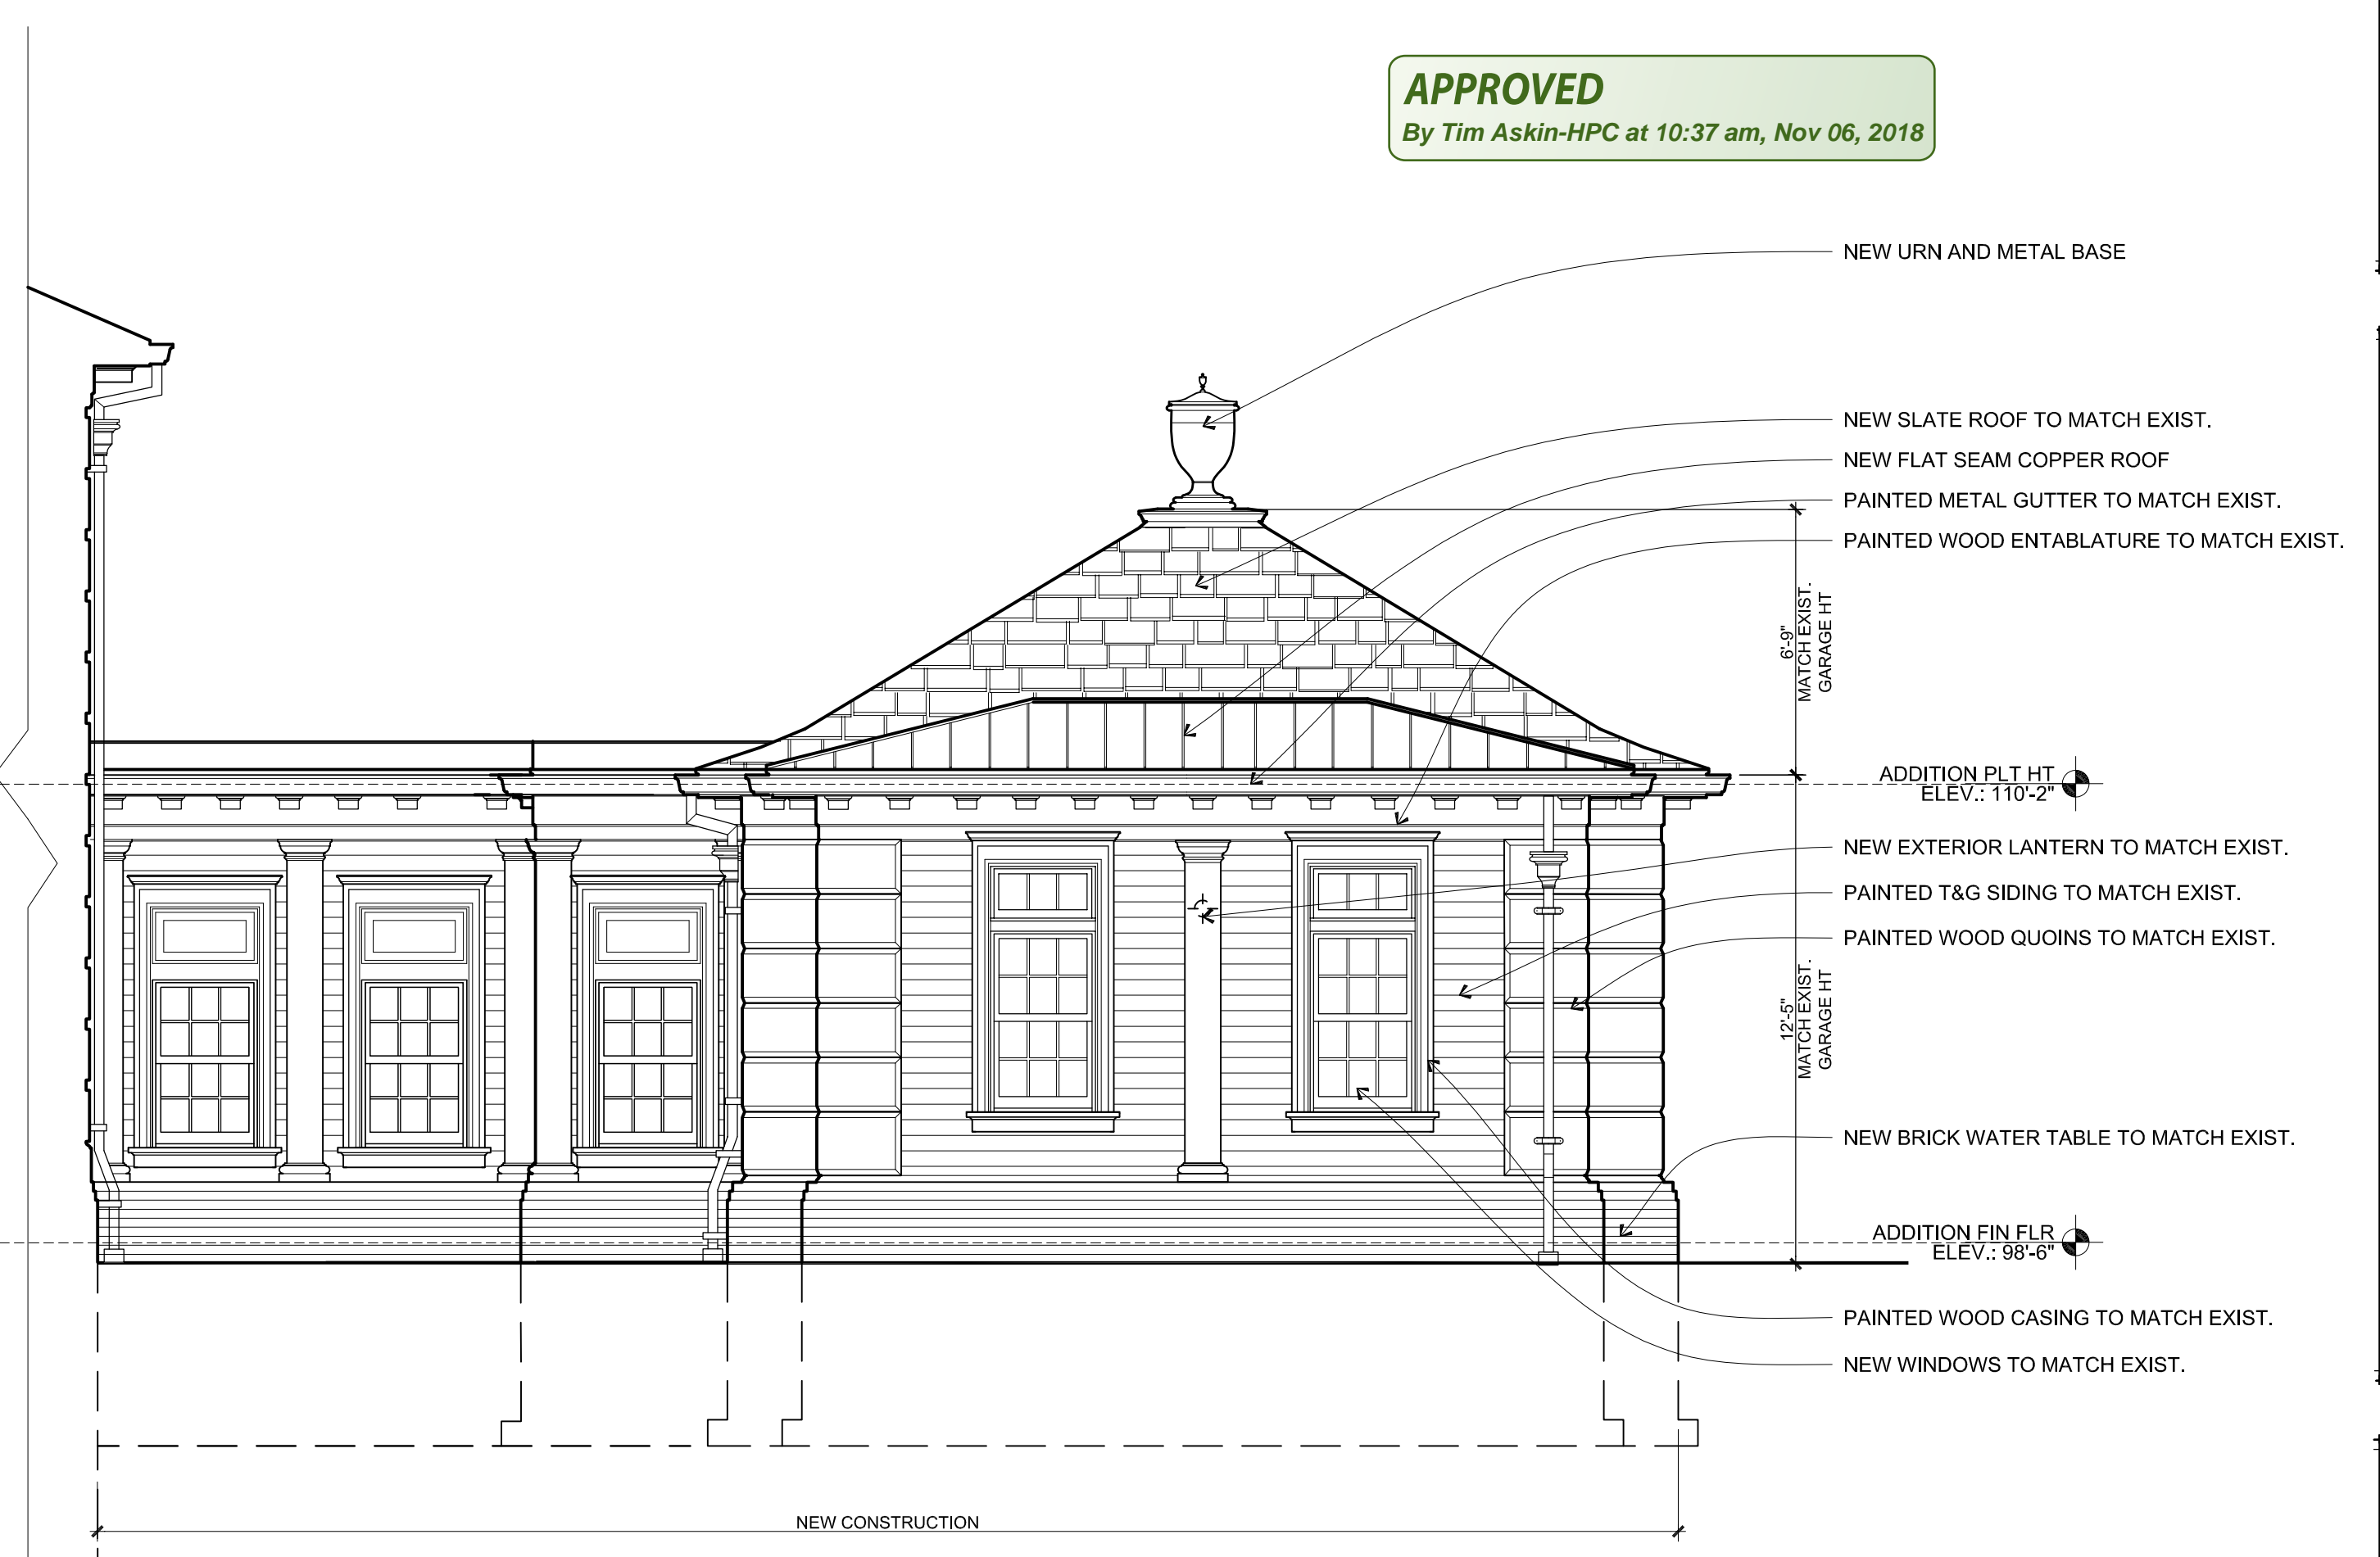 APPROVED
By Tim Askin-HPC at 10:37 am, Nov 06, 2018
NEW URN AND METAL BASE
NEW SLATE ROOF TO MATCH EXIST.
NEW FLAT SEAM COPPER ROOF
PAINTED METAL GUTTER TO MATCH EXIST.
PAINTED WOOD ENTABLATURE TO MATCH EXIST.
6'-9"
MATCH EXIST.
GARAGE HT
ADDITION PLT HT
ELEV.: 110'-2"
NEW EXTERIOR LANTERN TO MATCH EXIST.
PAINTED T&G SIDING TO MATCH EXIST.
PAINTED WOOD QUOINS TO MATCH EXIST.
12'-5"
MATCH EXIST.
GARAGE HT
NEW BRICK WATER TABLE TO MATCH EXIST.
ADDITION FIN FLR
ELEV.: 98'-6"
PAINTED WOOD CASING TO MATCH EXIST.
NEW WINDOWS TO MATCH EXIST.
NEW CONSTRUCTION